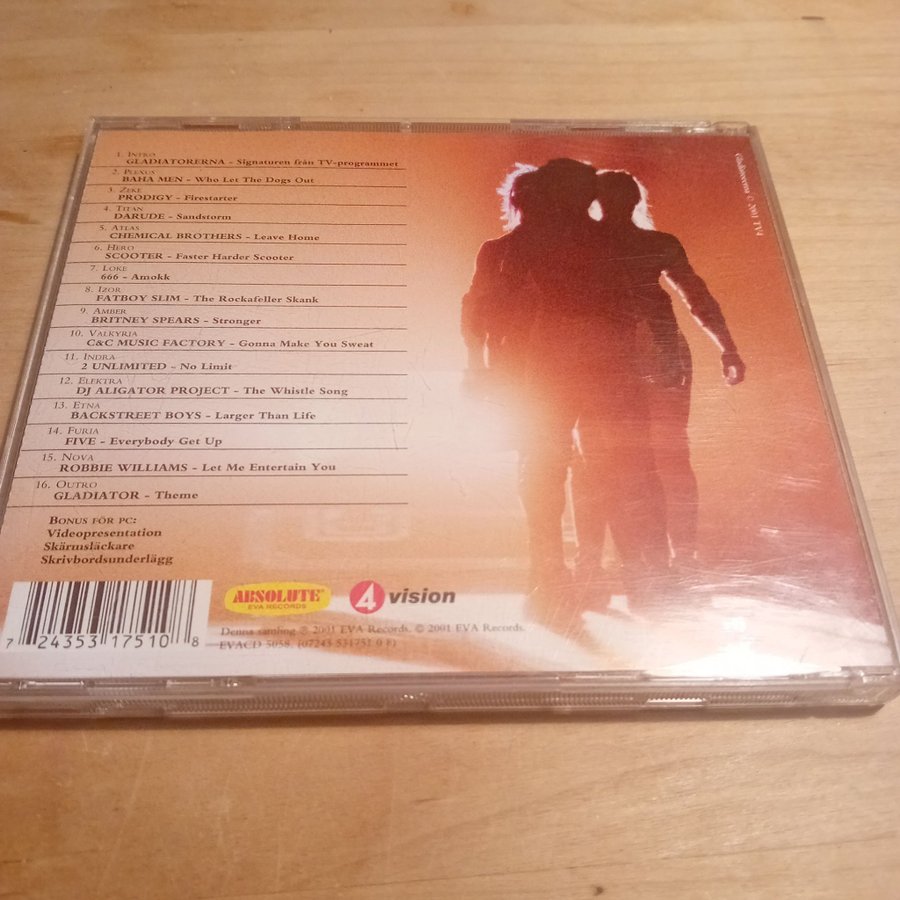 1. Intro
GLADIATORERNA – Signaturen från TV-programmet
2. Plexus
BAHA MEN – Who Let The Dogs Out
3. Zeke
PRODIGY – Firestarter
4. Titan
DARUDE – Sandstorm
5. Atlas
CHEMICAL BROTHERS – Leave Home
6. Hero
SCOOTER – Faster Harder Scooter
7. Loke
666 – Amokk
8. Izor
FATBOY SLIM – The Rockafeller Skank
9. Amber
BRITNEY SPEARS – Stronger
10. Valkyria
C&C MUSIC FACTORY – Gonna Make You Sweat
11. Indra
2 UNLIMITED – No Limit
12. Elektra
DJ ALIGATOR PROJECT – The Whistle Song
13. Etna
BACKSTREET BOYS – Larger Than Life
14. Furia
FIVE – Everybody Get Up
15. Nova
ROBBIE WILLIAMS – Let Me Entertain You
16. Outro
GLADIATOR – Theme
Bonus för PC:
Videopresentation
Skärmsläckare
Skrivbordsunderlägg
7 24353 17510 8
ABSOLUTE
EVA RECORDS
4 vision
Denna samling ℗ 2001 EVA Records. © 2001 EVA Records.
EVACD 5058. (07243 531751 0 8)
© 2001 TV4